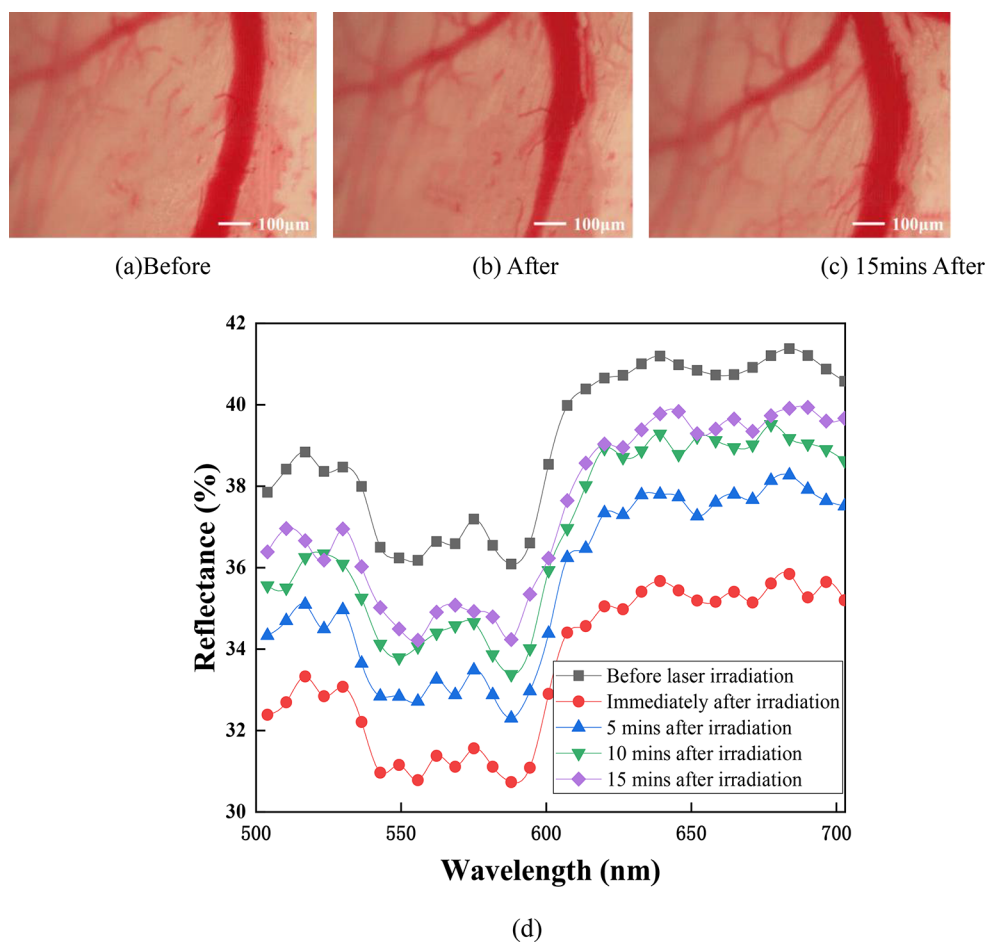 100μm
100μm
100μm
(a)Before
(b) After
(c) 15mins After
42
40
38
36
34
32
30
Reflectance (%)
Before laser irradiation
Immediately after irradiation
5 mins after irradiation
10 mins after irradiation
15 mins after irradiation
500
550
600
650
700
Wavelength (nm)
(d)